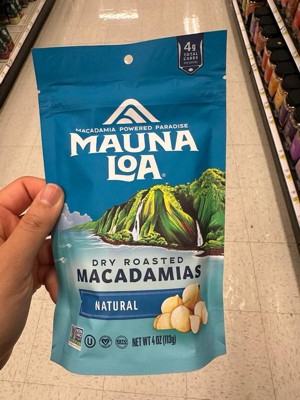 4g
TOTAL
CARBS
MACADAMIA POWERED PARADISE
MAUNA
LOA®
DRY ROASTED
MACADAMIAS
NATURAL
NET WT 4 OZ (113g)